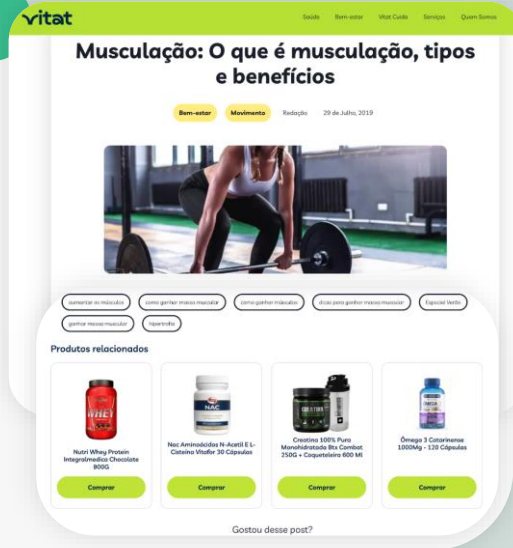 vitat
Saúde Bem-estar Vitat Cuida Serviços Quem Somos
Musculação: O que é musculação, tipos
e benefícios
Bem-estar Movimento Redação 29 de Julho, 2019
aumentar os músculos como ganhar massa muscular como ganhar músculos dicas para ganhar massa muscular Especial Verão
ganhar massa muscular hipertrofia
Produtos relacionados
WHEY
NAC
CREATINA
ÔMEGA
Nutri Whey Protein
Integralmedica Chocolate
800G
Nac Aminoácidos N-Acetil E L-
Cisteína Vitafor 30 Cápsulas
Creatina 100% Pura
Monohidratada Btx Combat
250G + Coqueteleira 600 Ml
Ômega 3 Catarinense
1000Mg - 120 Cápsulas
Comprar Comprar Comprar Comprar
Gostou desse post?